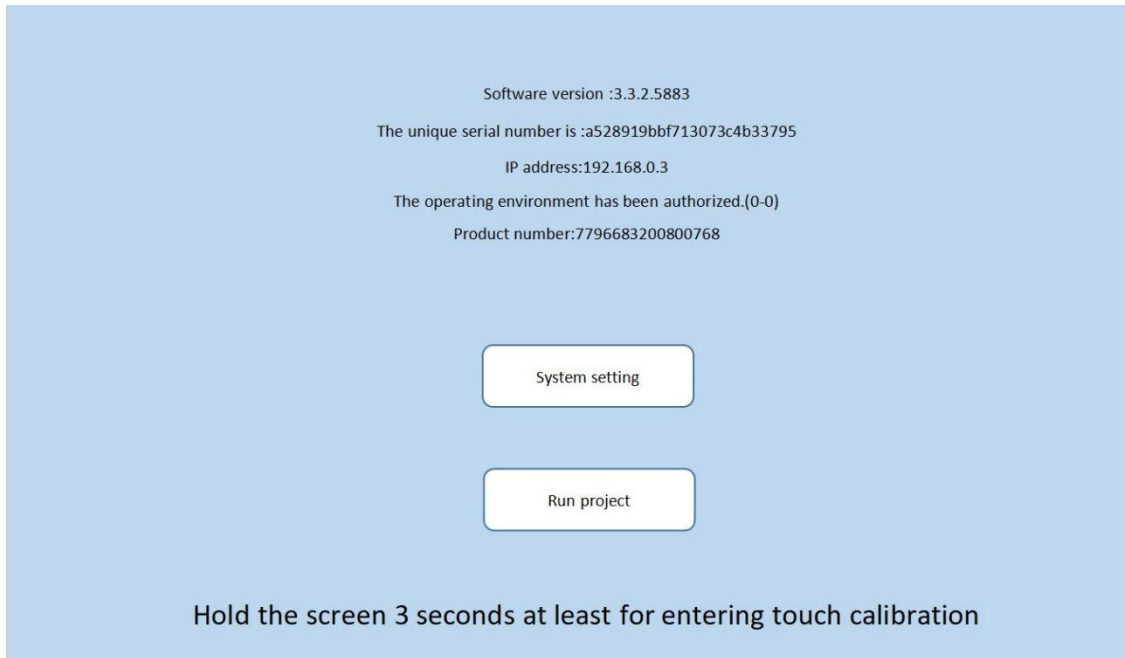 Software version :3.3.2.5883
The unique serial number is :a528919bbf713073c4b33795
IP address:192.168.0.3
The operating environment has been authorized.(0-0)
Product number:7796683200800768
System setting
Run project
Hold the screen 3 seconds at least for entering touch calibration